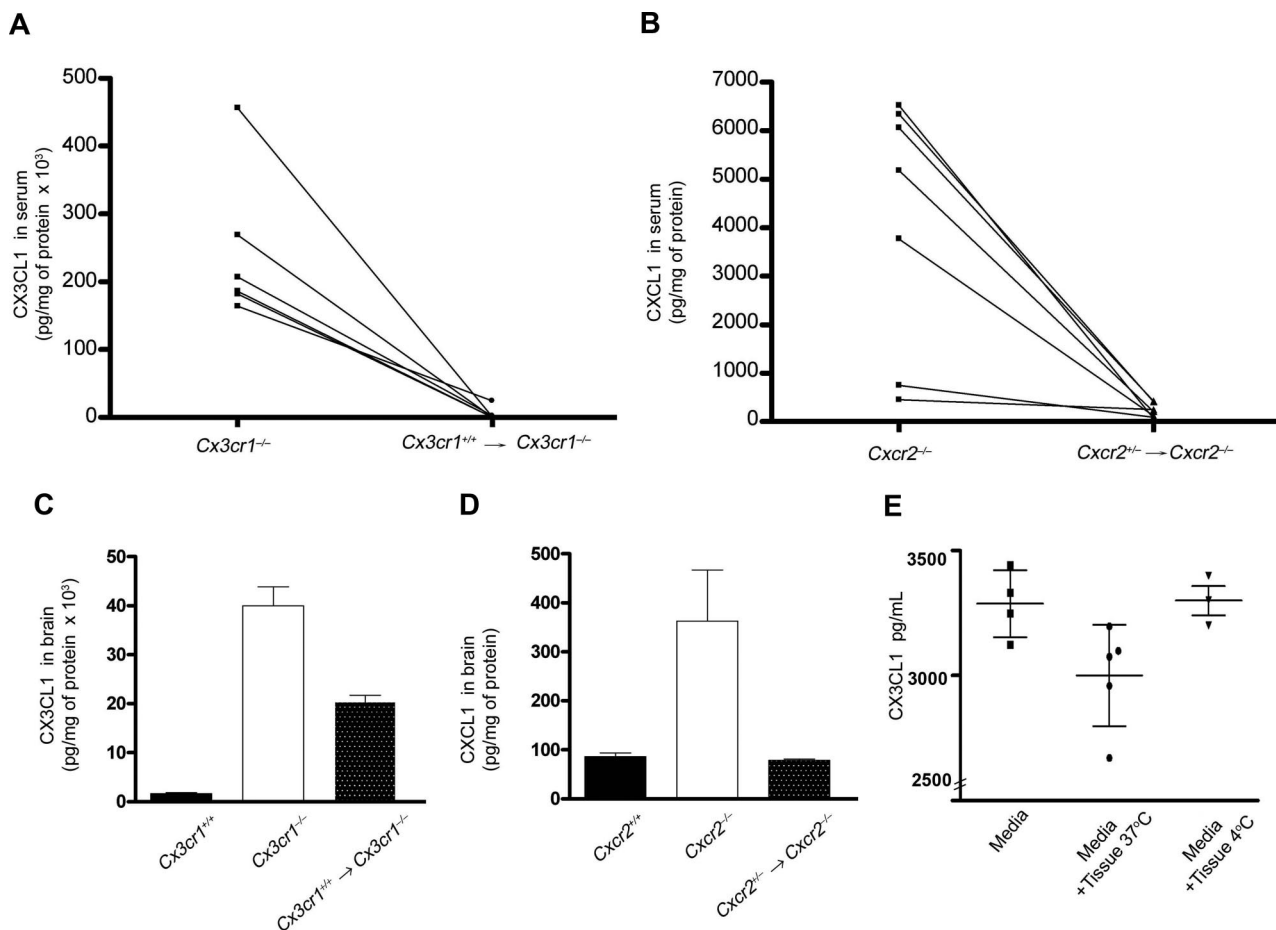 A
CX3CL1 in serum
(pg/mg of protein x 10³)
500
400
300
200
100
0
Cx3cr1⁻/⁻
Cx3cr1⁺/⁺ → Cx3cr1⁻/⁻
B
CXCL1 in serum
(pg/mg of protein)
7000
6000
5000
4000
3000
2000
1000
0
Cxcr2⁻/⁻
Cxcr2⁺/⁻ → Cxcr2⁻/⁻
C
CX3CL1 in brain
(pg/mg of protein x 10³)
50
40
30
20
10
0
Cx3cr1⁺/⁺
Cx3cr1⁻/⁻
Cx3cr1⁺/⁺ → Cx3cr1⁻/⁻
D
CXCL1 in brain
(pg/mg of protein)
500
400
300
200
100
0
Cxcr2⁺/⁺
Cxcr2⁻/⁻
Cxcr2⁺/⁻ → Cxcr2⁻/⁻
E
CX3CL1 pg/mL
3500
3000
2500
Media
Media
+Tissue 37ºC
Media
+Tissue 4ºC